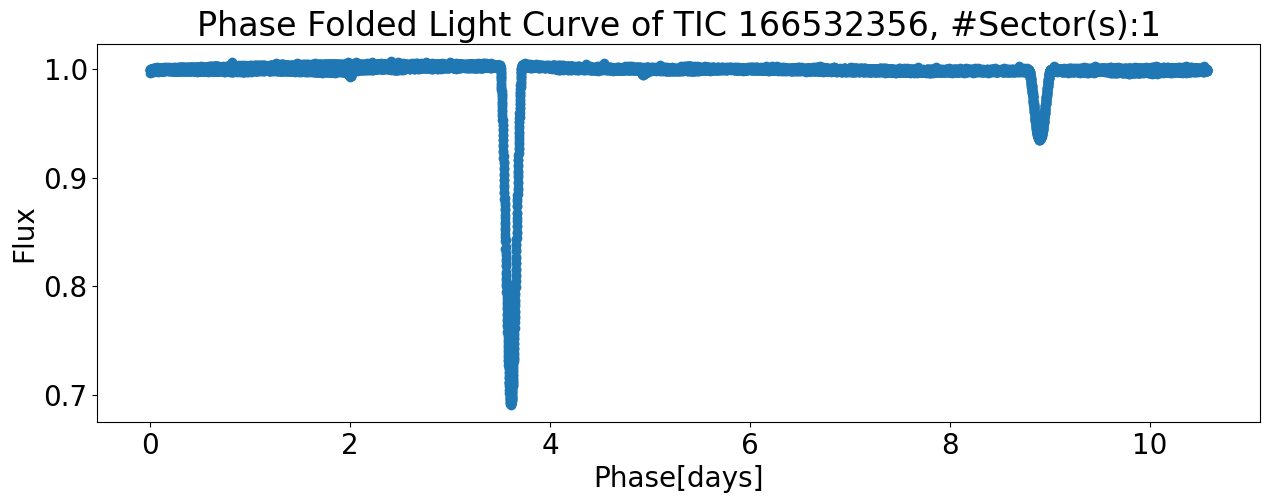 Phase Folded Light Curve of TIC 166532356, #Sector(s):1
1.0
0.9
0.8
0.7
Flux
0 2 4 6 8 10
Phase[days]